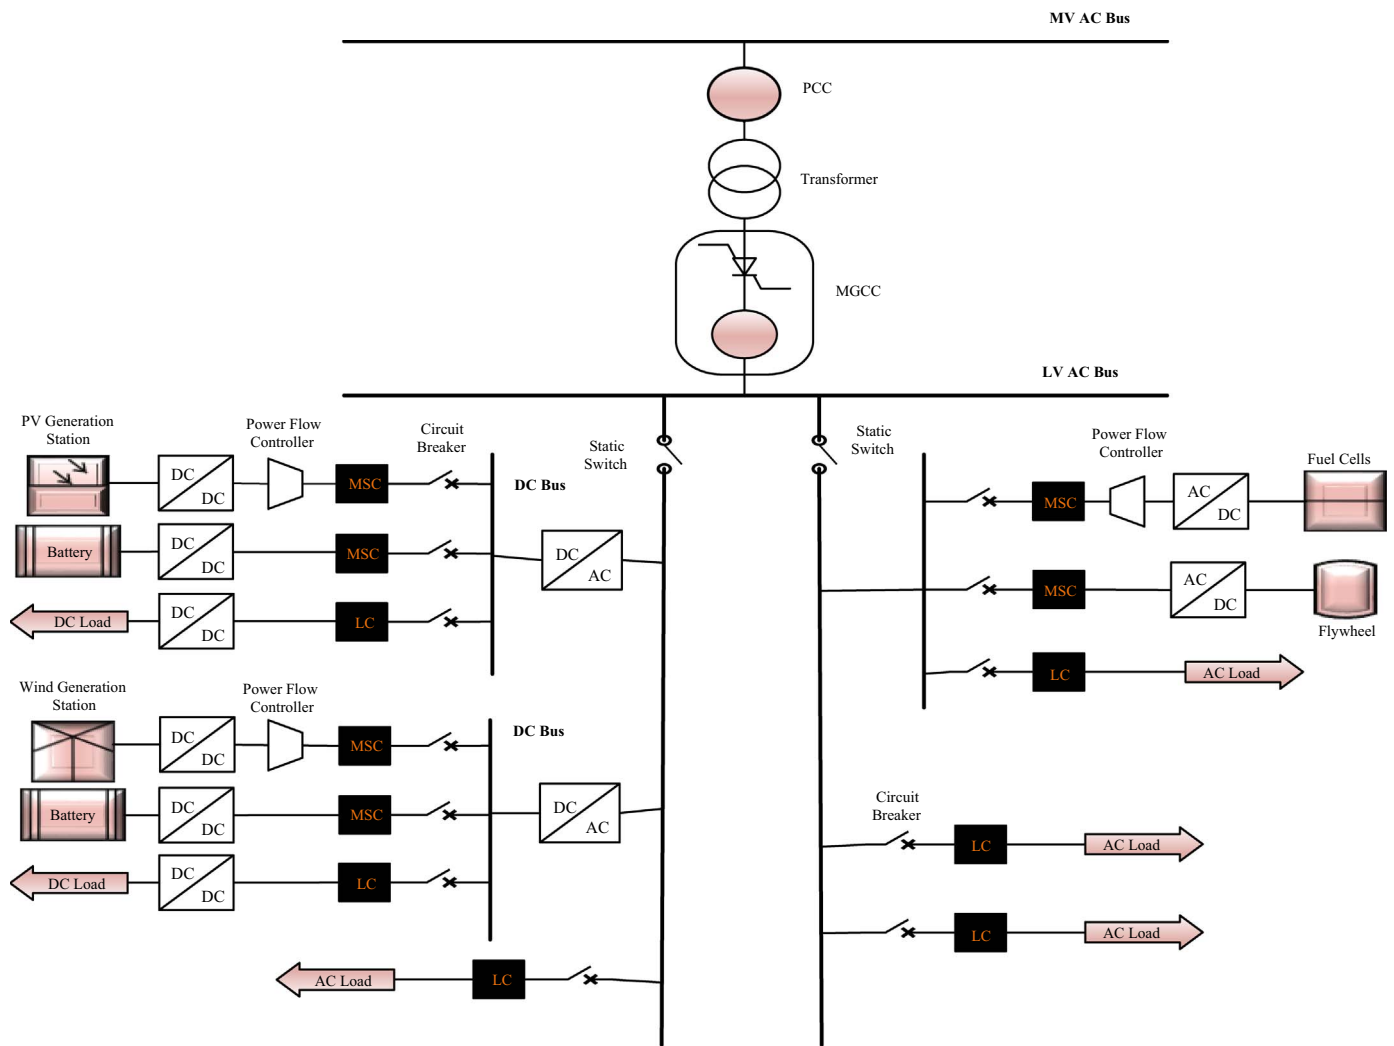 MV AC Bus
PCC
Transformer
MGCC
LV AC Bus
PV Generation
Station
Power Flow
Controller
Circuit
Breaker
Static
Switch
Static
Switch
Power Flow
Controller
Fuel Cells
DC
DC
MSC
DC Bus
MSC
AC
DC
Battery
DC
DC
MSC
DC
AC
MSC
AC
DC
Flywheel
DC Load
DC
DC
LC
LC
AC Load
Wind Generation
Station
Power Flow
Controller
DC Bus
DC
DC
MSC
Battery
DC
DC
MSC
DC
AC
Circuit
Breaker
LC
AC Load
DC Load
DC
DC
LC
LC
AC Load
AC Load
LC